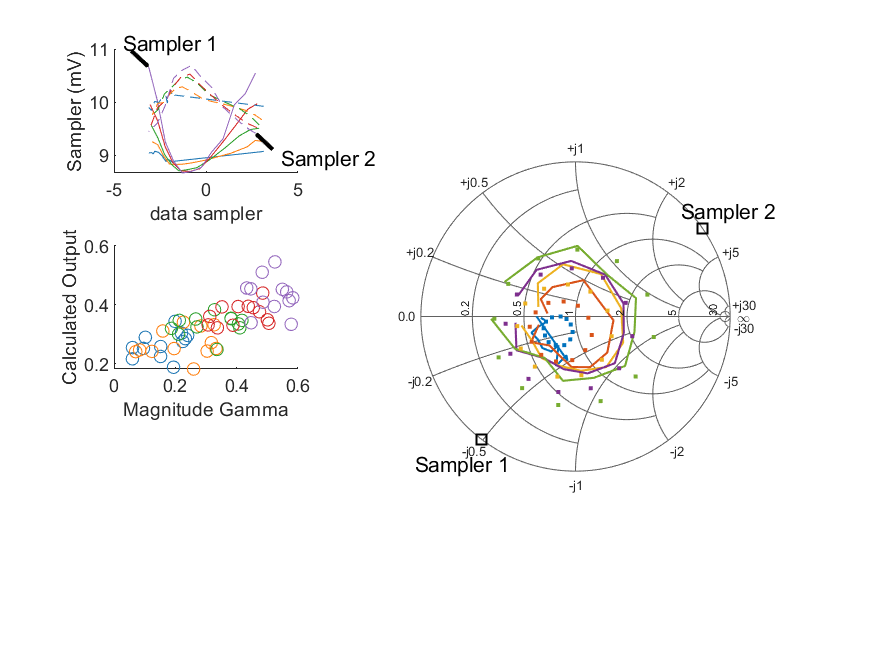 Sampler 1
11
10
9
Sampler (mV)
Sampler 2
-5
0
5
data sampler
0.6
0.4
0.2
Calculated Output
0
0.2
0.4
0.6
Magnitude Gamma
+j1
+j0.5
+j2
Sampler 2
+j0.2
+j5
0.0
0.2
0.5
1
2
5
30
+j30
∞
-j30
-j0.2
-j5
-j0.5
-j2
Sampler 1
-j1